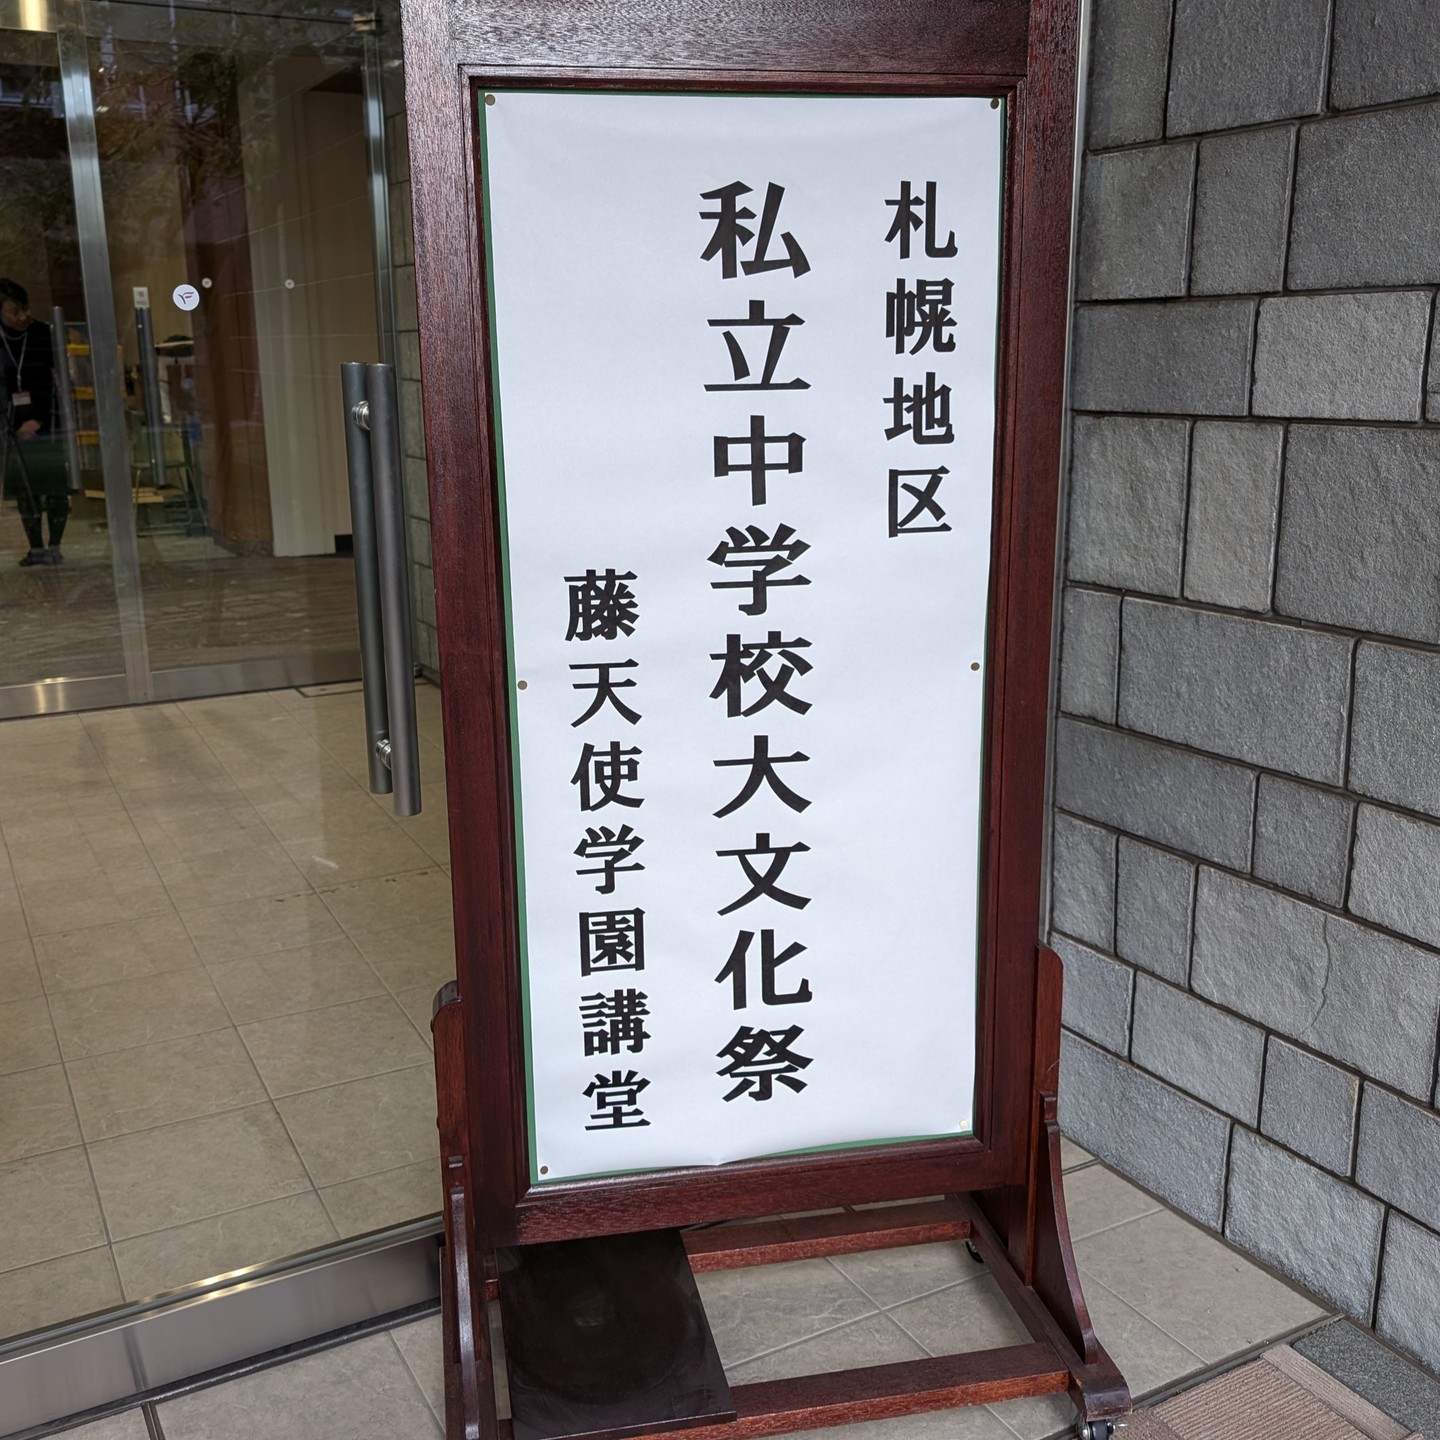 札幌地区
私立中学校大文化祭
藤天使学園講堂